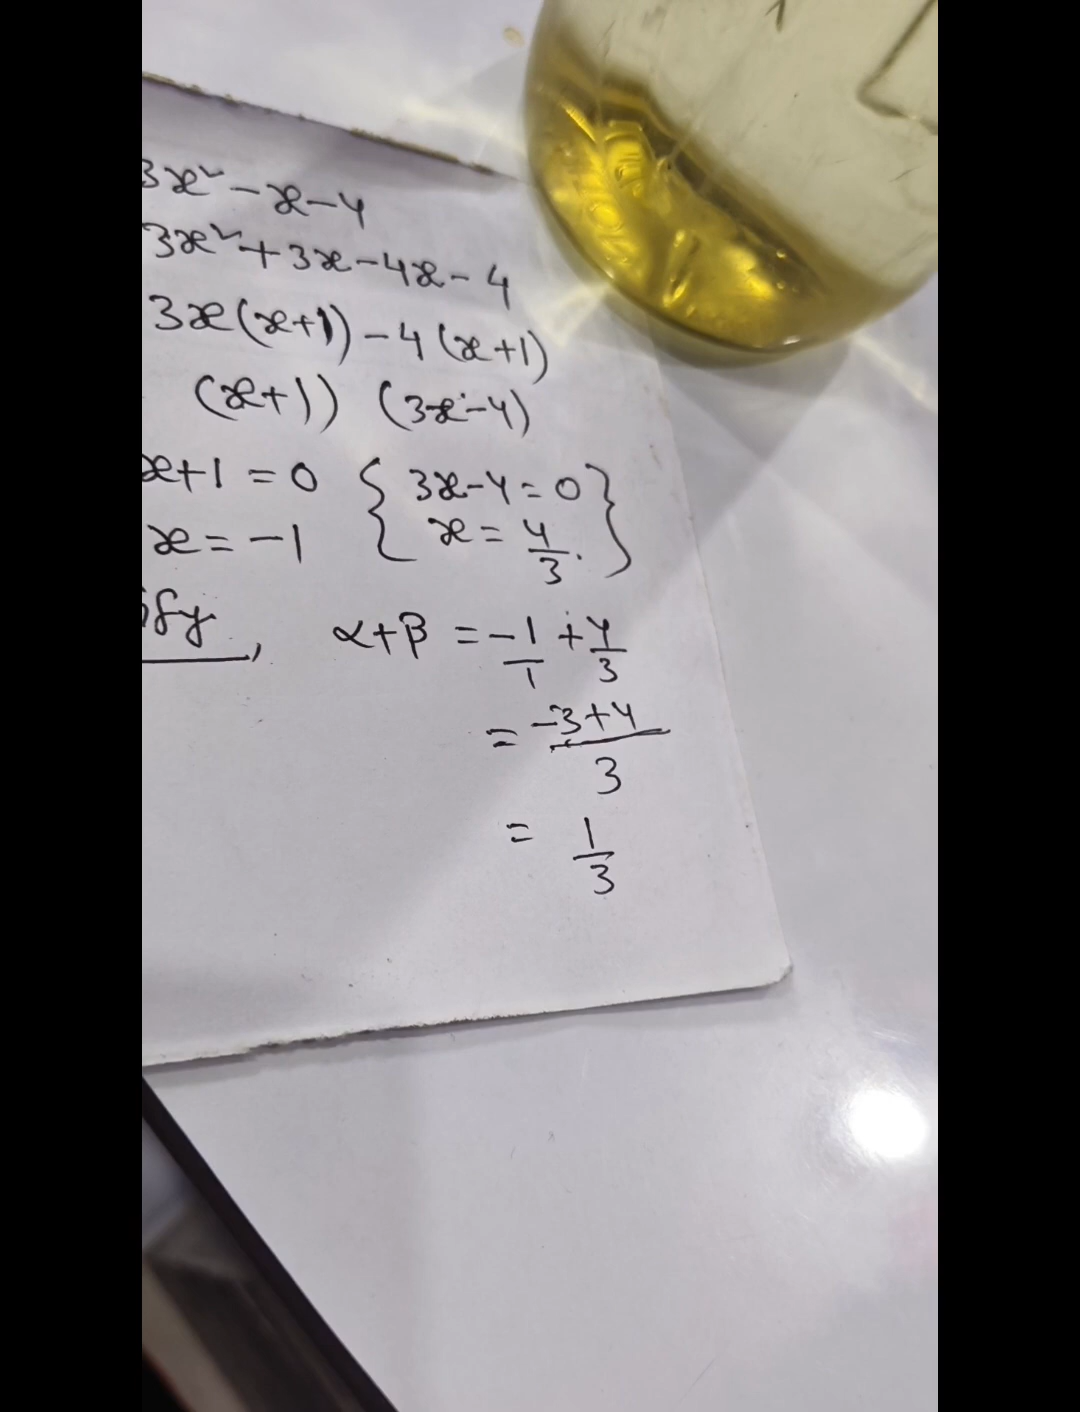 3x² - x - 4
3x² + 3x - 4x - 4
3x(x+1) - 4(x+1)
(x+1)) (3x-4)
x+1 = 0 { 3x-4 = 0
x = -1 x = 4/3. }
ify, α+β = -1/1 + 4/3
= -3+4/3
= 1/3